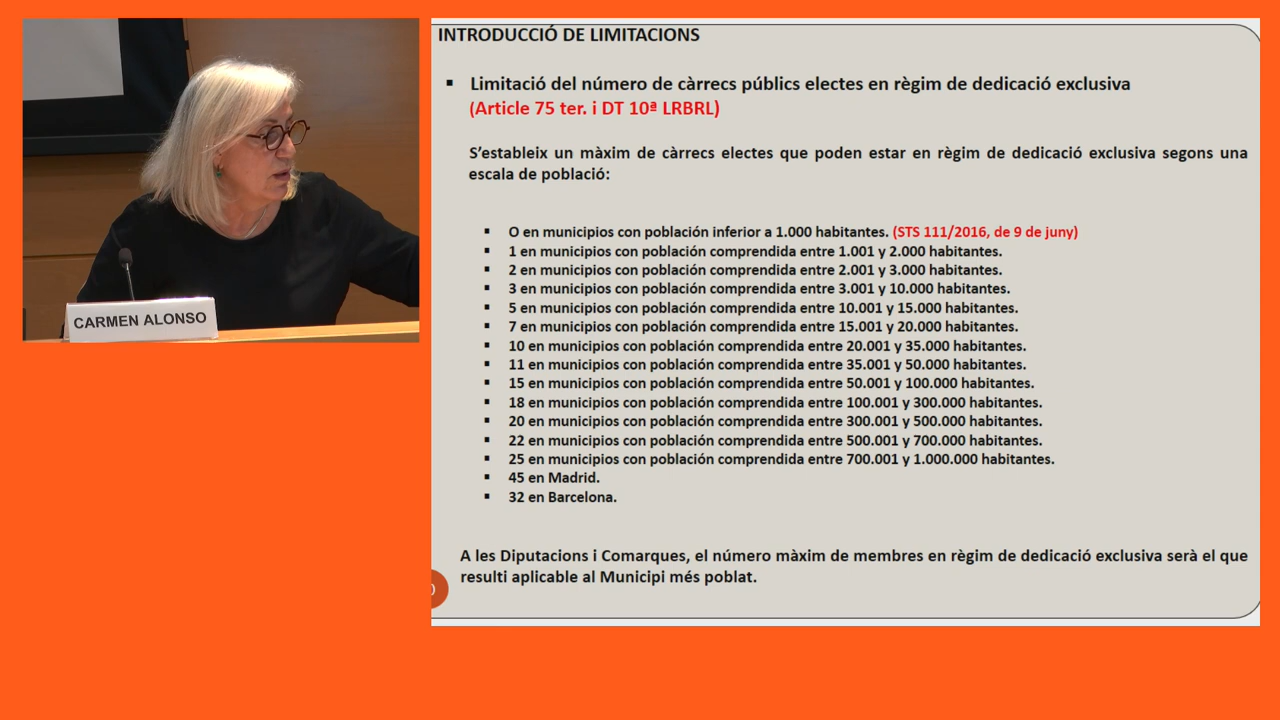 CARMEN ALONSO
INTRODUCCIÓ DE LIMITACIONS
▪ Limitació del número de càrrecs públics electes en règim de dedicació exclusiva
(Article 75 ter. i DT 10ª LRBRL)
S'estableix un màxim de càrrecs electes que poden estar en règim de dedicació exclusiva segons una
escala de població:
▪ O en municipios con población inferior a 1.000 habitantes. (STS 111/2016, de 9 de juny)
▪ 1 en municipios con población comprendida entre 1.001 y 2.000 habitantes.
▪ 2 en municipios con población comprendida entre 2.001 y 3.000 habitantes.
▪ 3 en municipios con población comprendida entre 3.001 y 10.000 habitantes.
▪ 5 en municipios con población comprendida entre 10.001 y 15.000 habitantes.
▪ 7 en municipios con población comprendida entre 15.001 y 20.000 habitantes.
▪ 10 en municipios con población comprendida entre 20.001 y 35.000 habitantes.
▪ 11 en municipios con población comprendida entre 35.001 y 50.000 habitantes.
▪ 15 en municipios con población comprendida entre 50.001 y 100.000 habitantes.
▪ 18 en municipios con población comprendida entre 100.001 y 300.000 habitantes.
▪ 20 en municipios con población comprendida entre 300.001 y 500.000 habitantes.
▪ 22 en municipios con población comprendida entre 500.001 y 700.000 habitantes.
▪ 25 en municipios con población comprendida entre 700.001 y 1.000.000 habitantes.
▪ 45 en Madrid.
▪ 32 en Barcelona.
A les Diputacions i Comarques, el número màxim de membres en règim de dedicació exclusiva serà el que
resulti aplicable al Municipi més poblat.